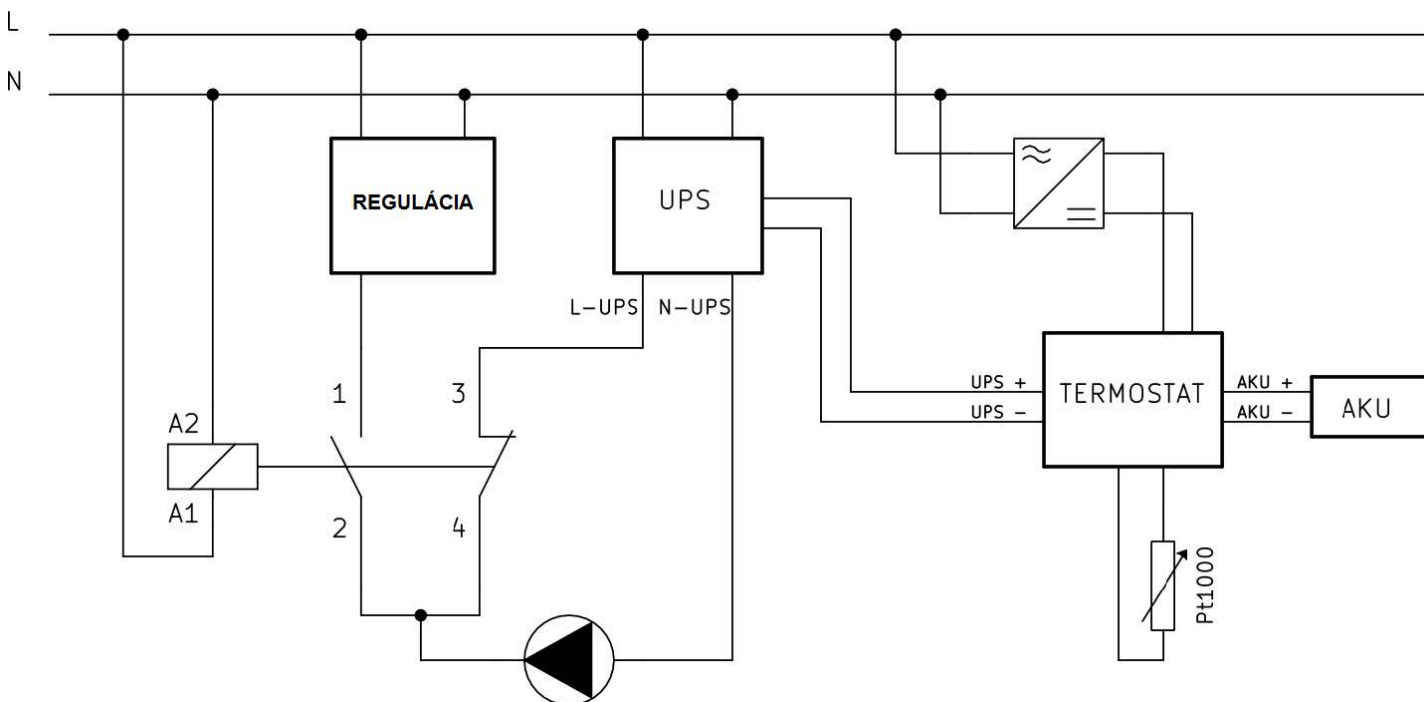 L
N
REGULÁCIA
UPS
L-UPS
N-UPS
1
3
A2
A1
2
4
UPS +
UPS -
TERMOSTAT
AKU +
AKU -
AKU
Pt1000